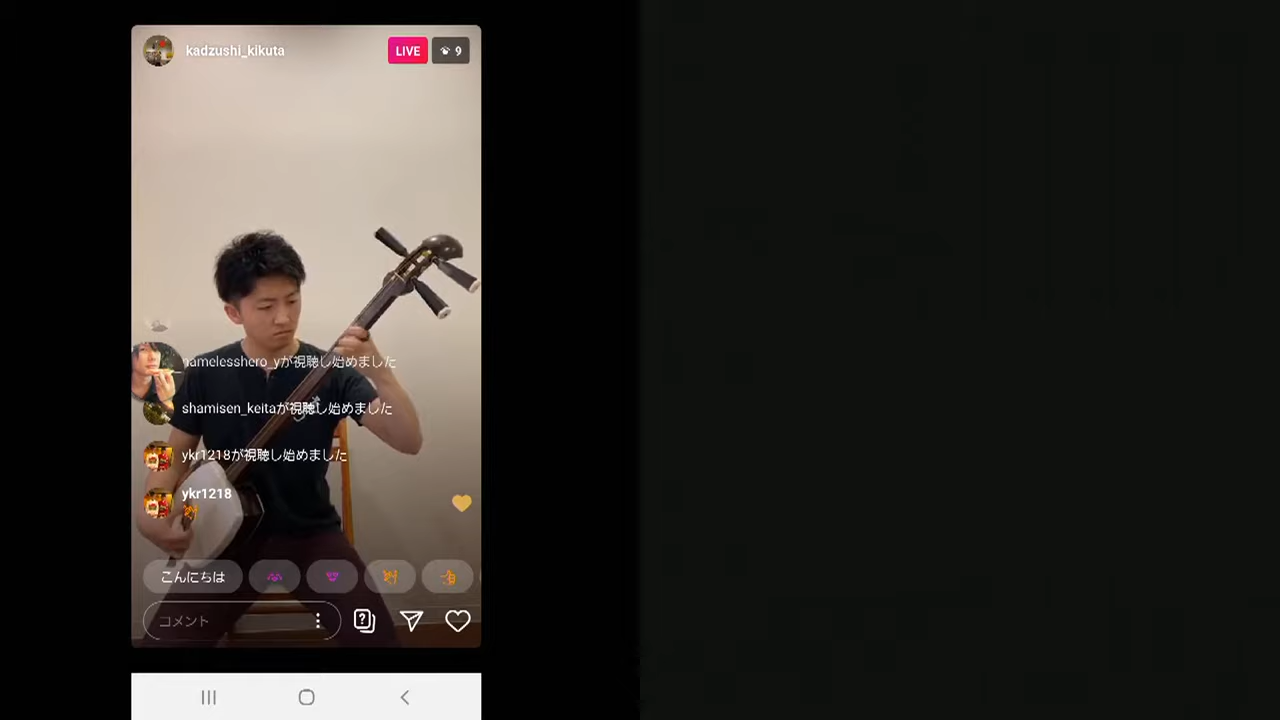 kadzushi_kikuta
LIVE
9
namelesshero_yが視聴し始めました
shamisen_keitaが視聴し始めました
ykr1218が視聴し始めました
ykr1218
こんにちは
コメント